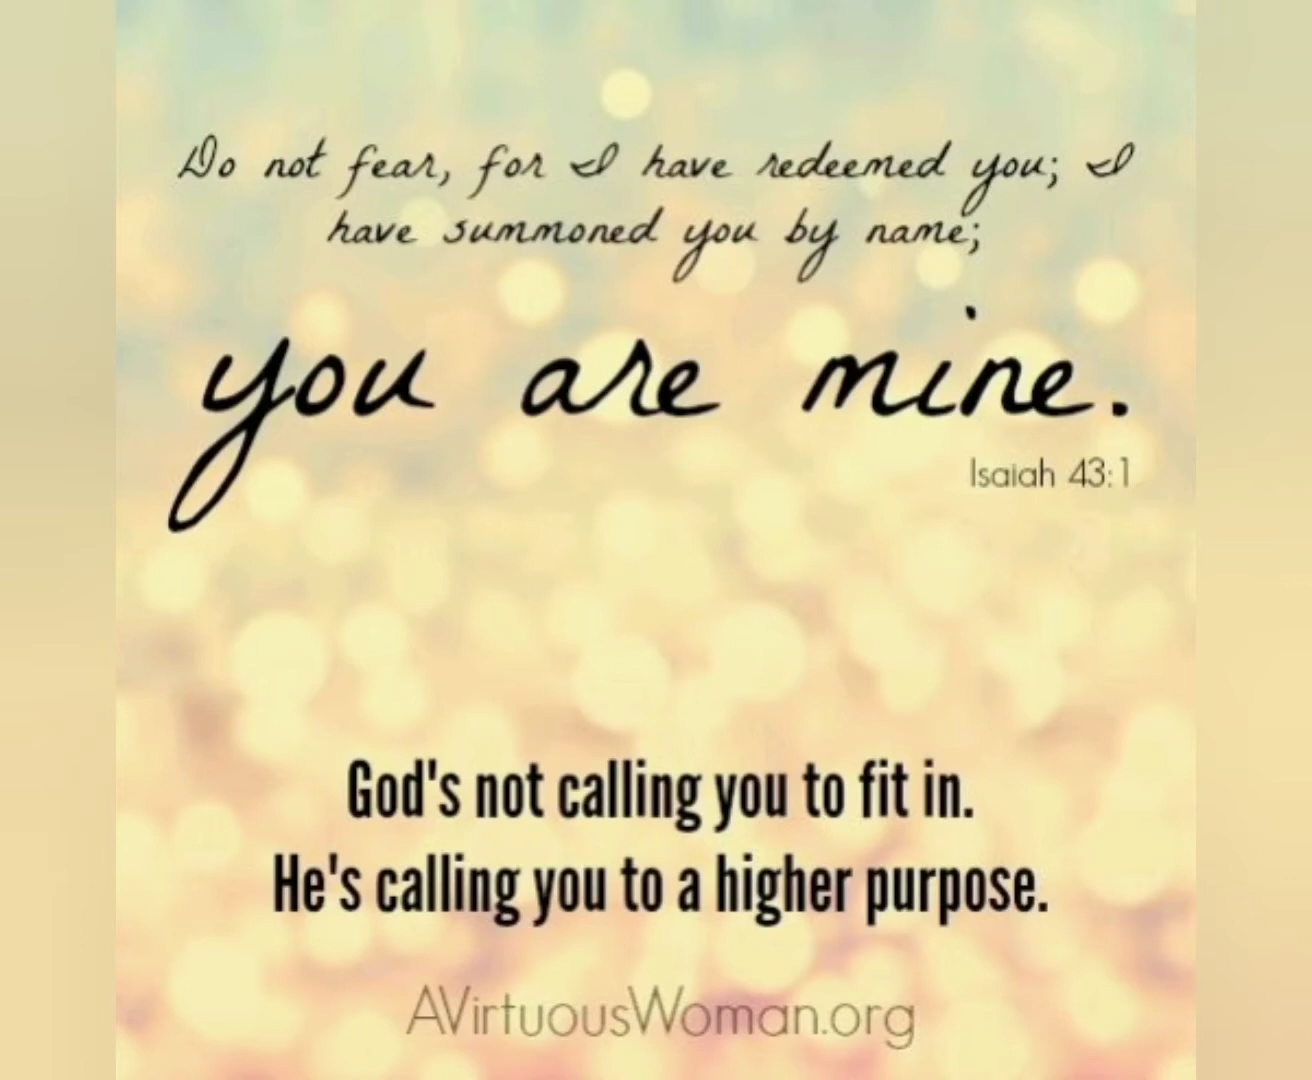 Do not fear, for I have redeemed you; I
have summoned you by name;
you are mine.
Isaiah 43:1
God's not calling you to fit in.
He's calling you to a higher purpose.
AVirtuousWoman.org